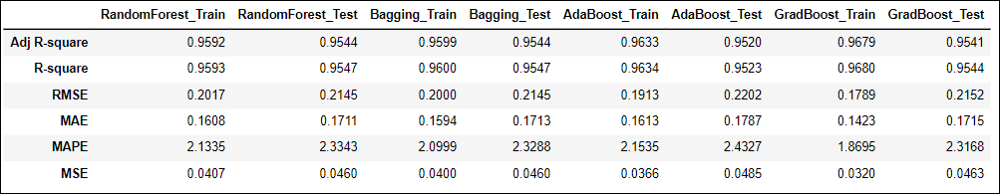 RandomForest_Train RandomForest_Test Bagging_Train Bagging_Test AdaBoost_Train AdaBoost_Test GradBoost_Train GradBoost_Test
Adj R-square 0.9592 0.9544 0.9599 0.9544 0.9633 0.9520 0.9679 0.9541
R-square 0.9593 0.9547 0.9600 0.9547 0.9634 0.9523 0.9680 0.9544
RMSE 0.2017 0.2145 0.2000 0.2145 0.1913 0.2202 0.1789 0.2152
MAE 0.1608 0.1711 0.1594 0.1713 0.1613 0.1787 0.1423 0.1715
MAPE 2.1335 2.3343 2.0999 2.3288 2.1535 2.4327 1.8695 2.3168
MSE 0.0407 0.0460 0.0400 0.0460 0.0366 0.0485 0.0320 0.0463